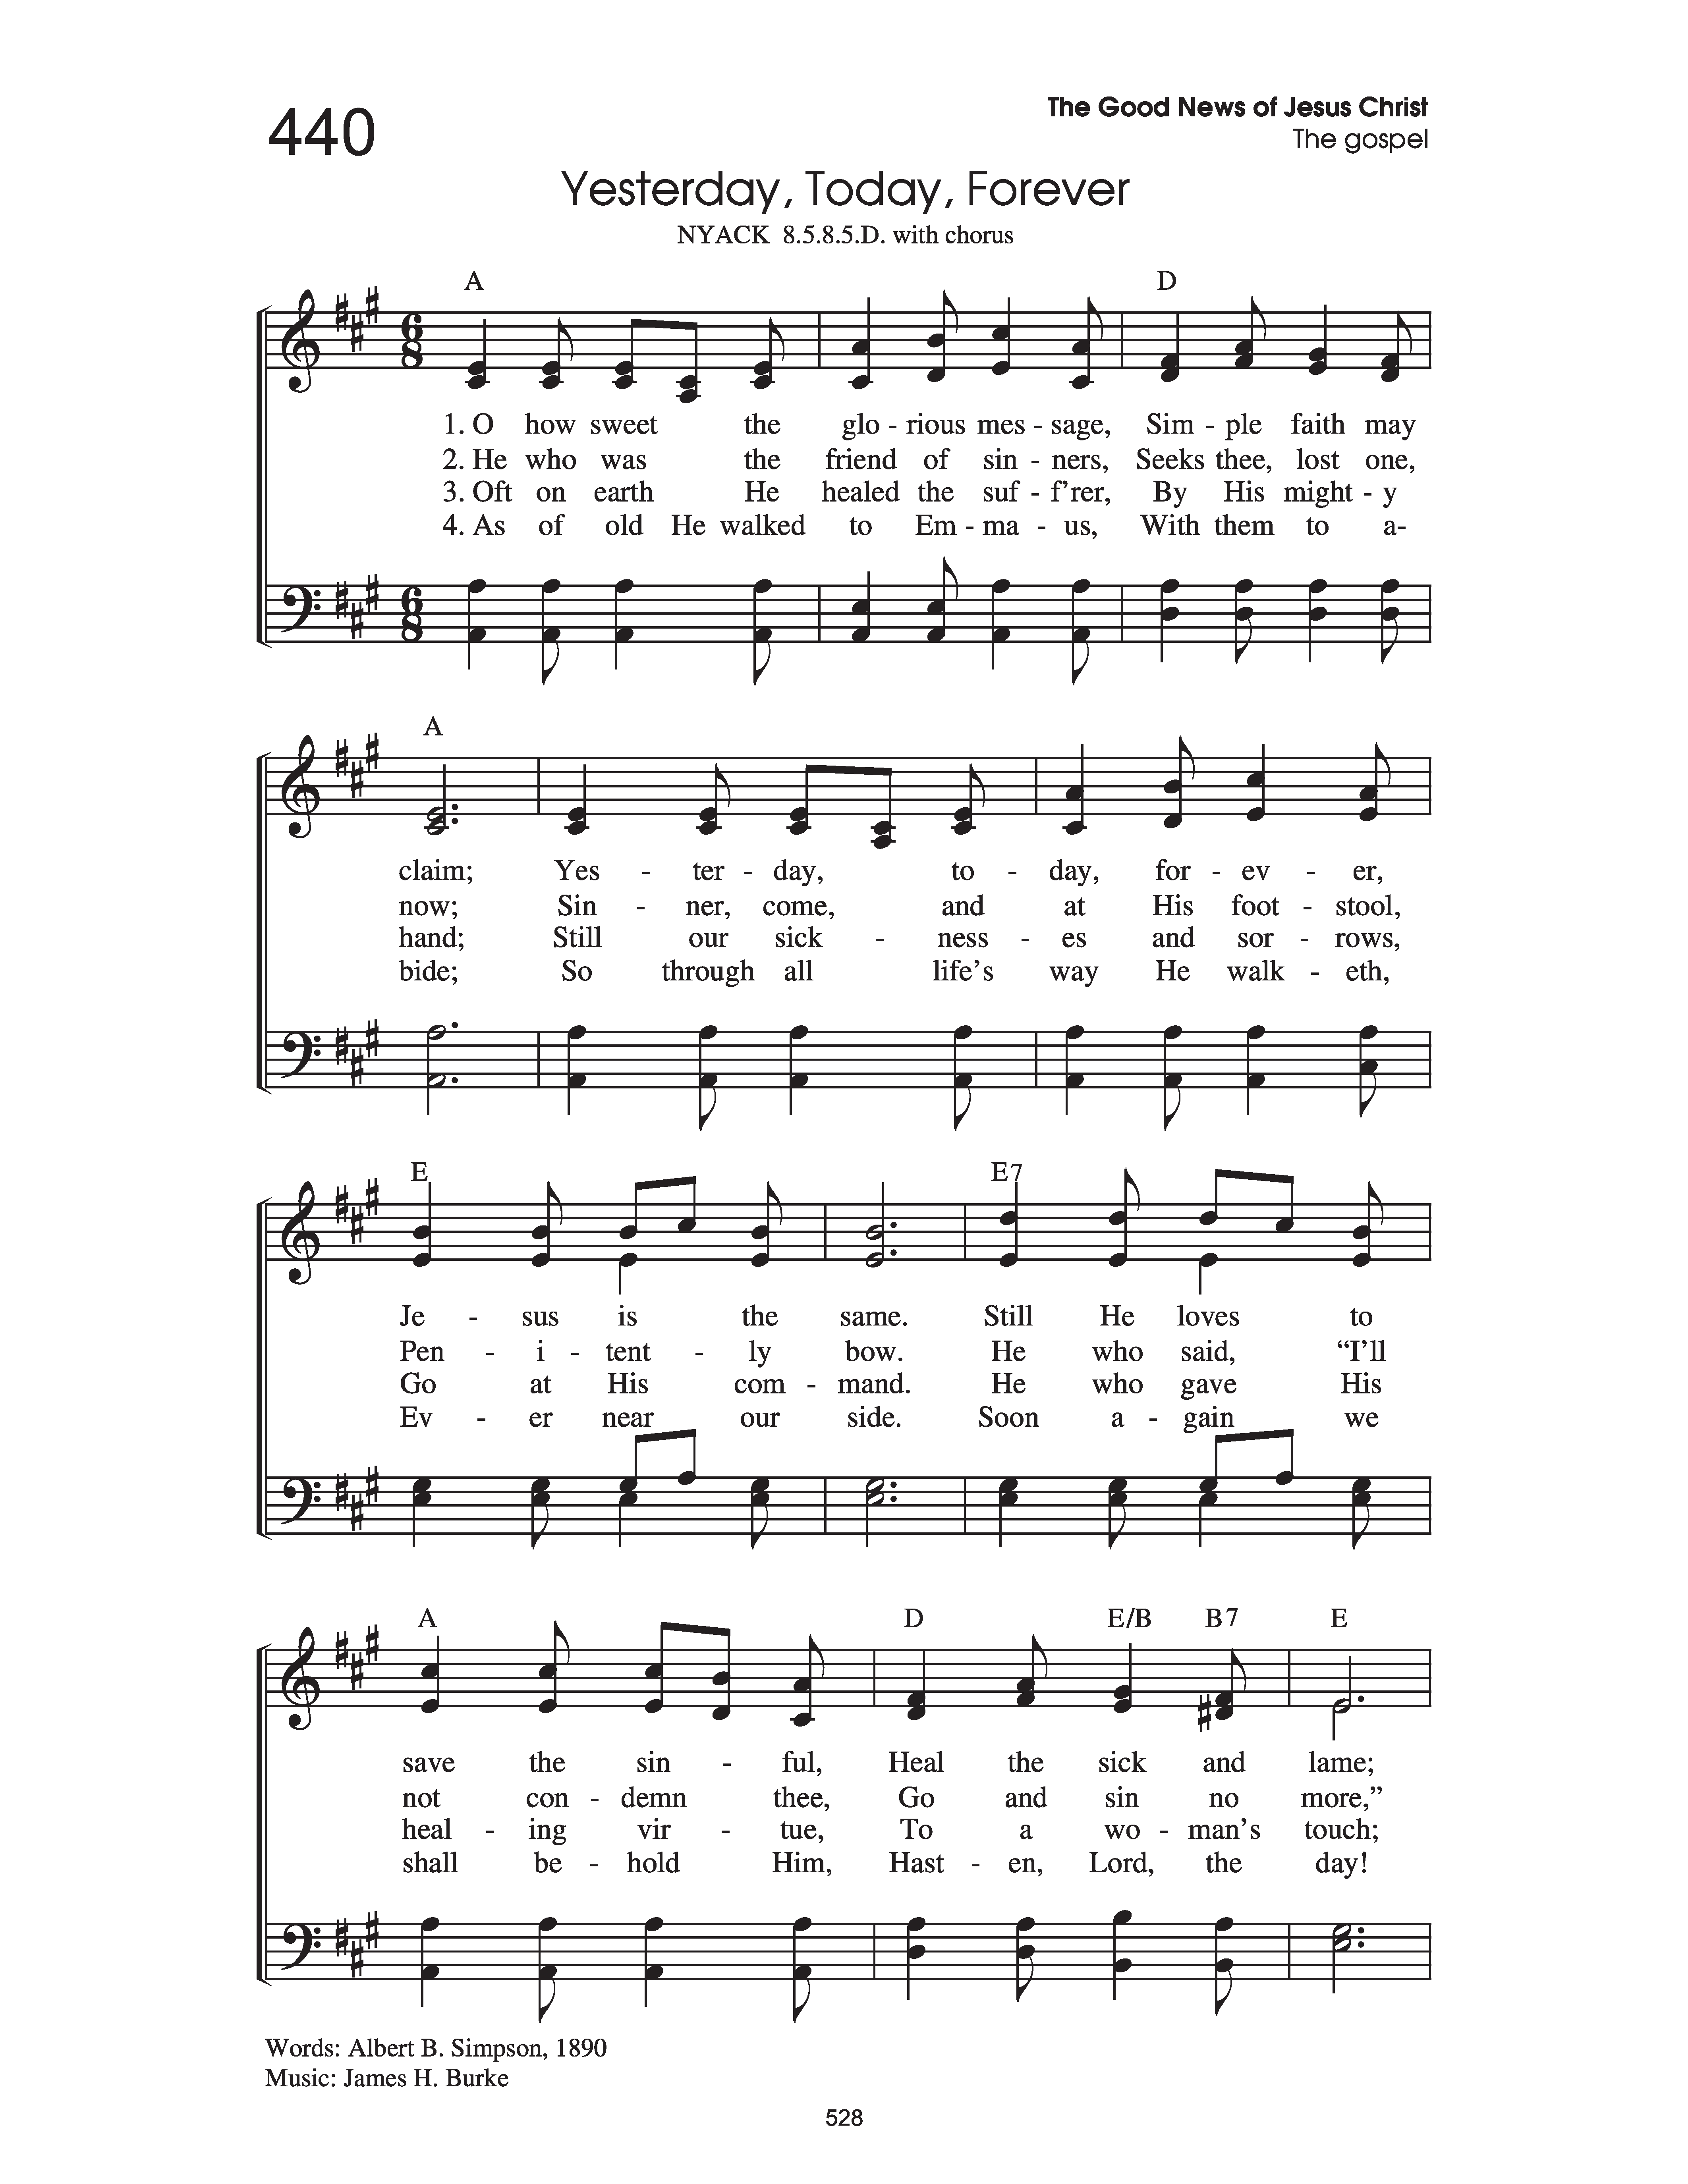 440
The Good News of Jesus Christ
The gospel
Yesterday, Today, Forever
NYACK 8.5.8.5.D. with chorus
A D
1. O how sweet the glo - rious mes - sage, Sim - ple faith may
2. He who was the friend of sin - ners, Seeks thee, lost one,
3. Oft on earth He healed the suf - f’rer, By His might - y
4. As of old He walked to Em - ma - us, With them to a-
A
claim; Yes - ter - day, to - day, for - ev - er,
now; Sin - ner, come, and at His foot - stool,
hand; Still our sick - ness - es and sor - rows,
bide; So through all life’s way He walk - eth,
E E7
Je - sus is the same. Still He loves to
Pen - i - tent - ly bow. He who said, “I’ll
Go at His com - mand. He who gave His
Ev - er near our side. Soon a - gain we
A D E/B B7 E
save the sin - ful, Heal the sick and lame;
not con - demn thee, Go and sin no more,”
heal - ing vir - tue, To a wo - man’s touch;
shall be - hold Him, Hast - en, Lord, the day!
Words: Albert B. Simpson, 1890
Music: James H. Burke
528